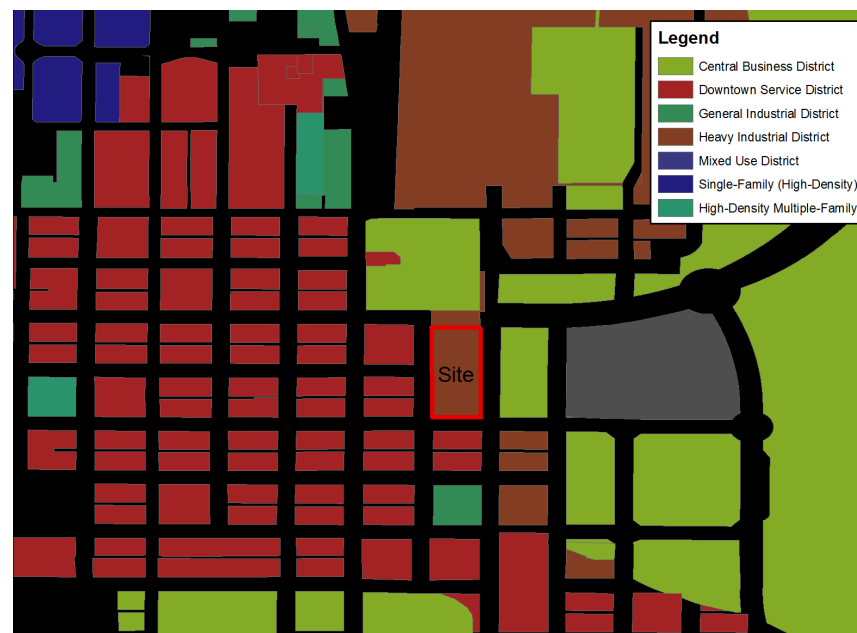 Legend
Central Business District
Downtown Service District
General Industrial District
Heavy Industrial District
Mixed Use District
Single-Family (High-Density)
High-Density Multiple-Family
Site